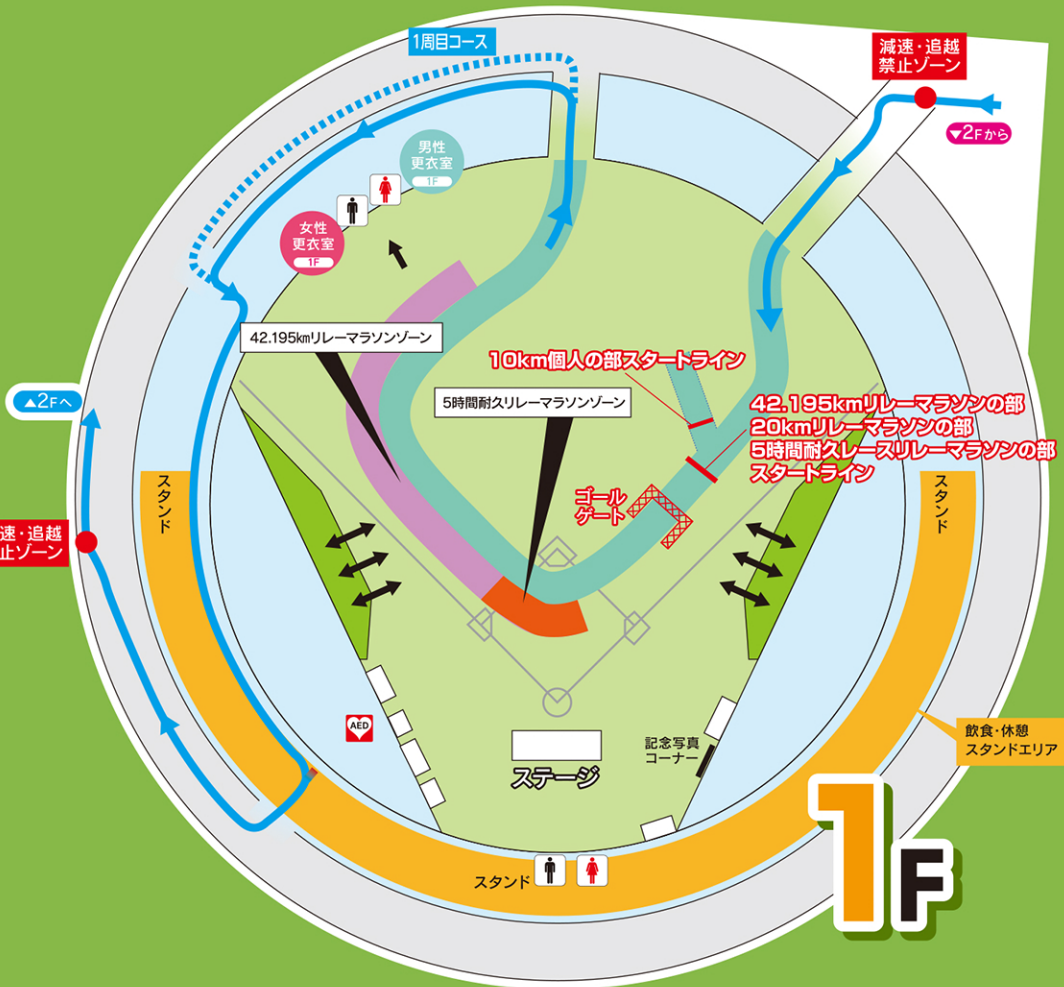 1周目コース
減速・追越
禁止ゾーン
▼2Fから
男性
更衣室
1F
女性
更衣室
1F
42.195kmリレーマラソンゾーン
10km個人の部スタートライン
▲2Fへ
5時間耐久リレーマラソンゾーン
42.195kmリレーマラソンの部
20kmリレーマラソンの部
5時間耐久レースリレーマラソンの部
スタートライン
スタンド
スタンド
ゴール
ゲート
速・追越
止ゾーン
AED
記念写真
コーナー
飲食・休憩
スタンドエリア
ステージ
スタンド
1F